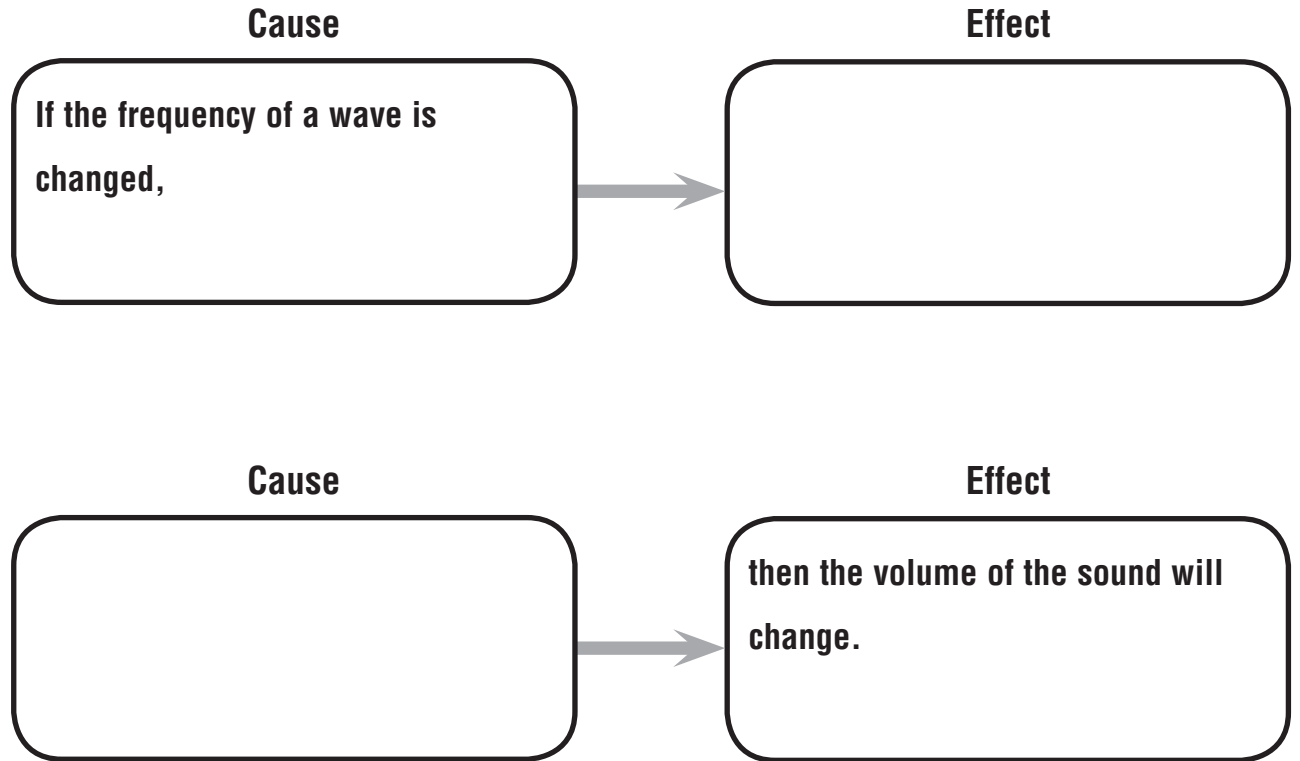 Cause
Effect
If the frequency of a wave is
changed,
Cause
Effect
then the volume of the sound will
change.